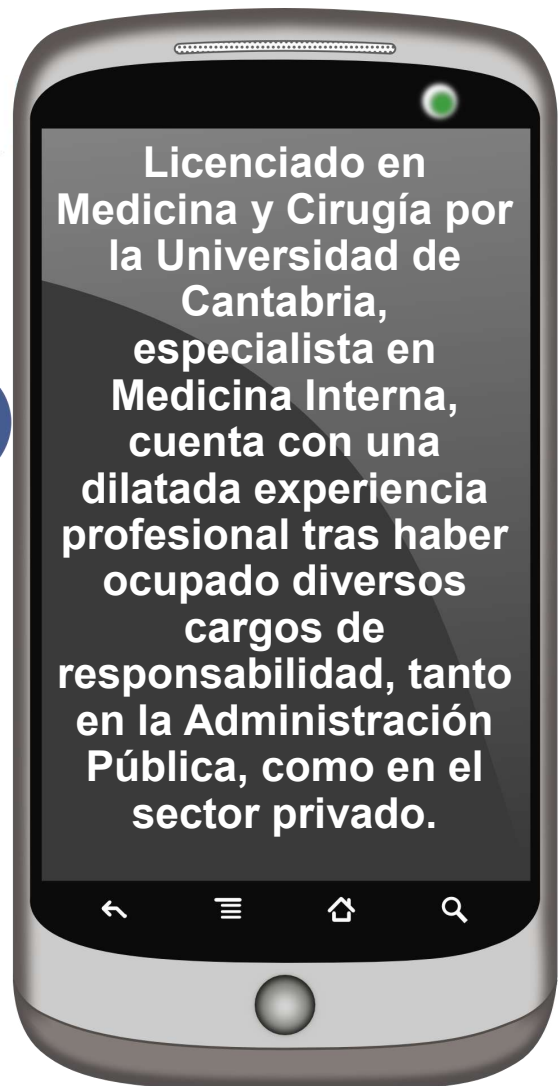 Licenciado en
Medicina y Cirugía por
la Universidad de
Cantabria,
especialista en
Medicina Interna,
cuenta con una
dilatada experiencia
profesional tras haber
ocupado diversos
cargos de
responsabilidad, tanto
en la Administración
Pública, como en el
sector privado.